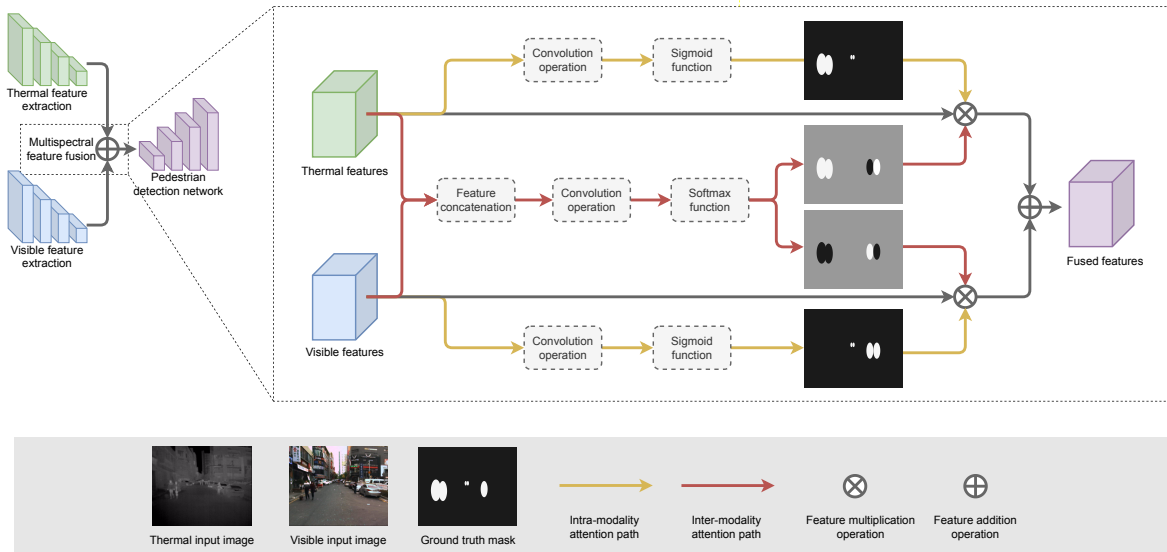 Thermal feature
extraction
Multispectral
feature fusion
Pedestrian
detection network
Visible feature
extraction
Thermal features
Visible features
Convolution
operation
Sigmoid
function
Feature
concatenation
Convolution
operation
Softmax
function
Convolution
operation
Sigmoid
function
Fused features
Thermal input image
Visible input image
Ground truth mask
Intra-modality
attention path
Inter-modality
attention path
Feature multiplication
operation
Feature addition
operation